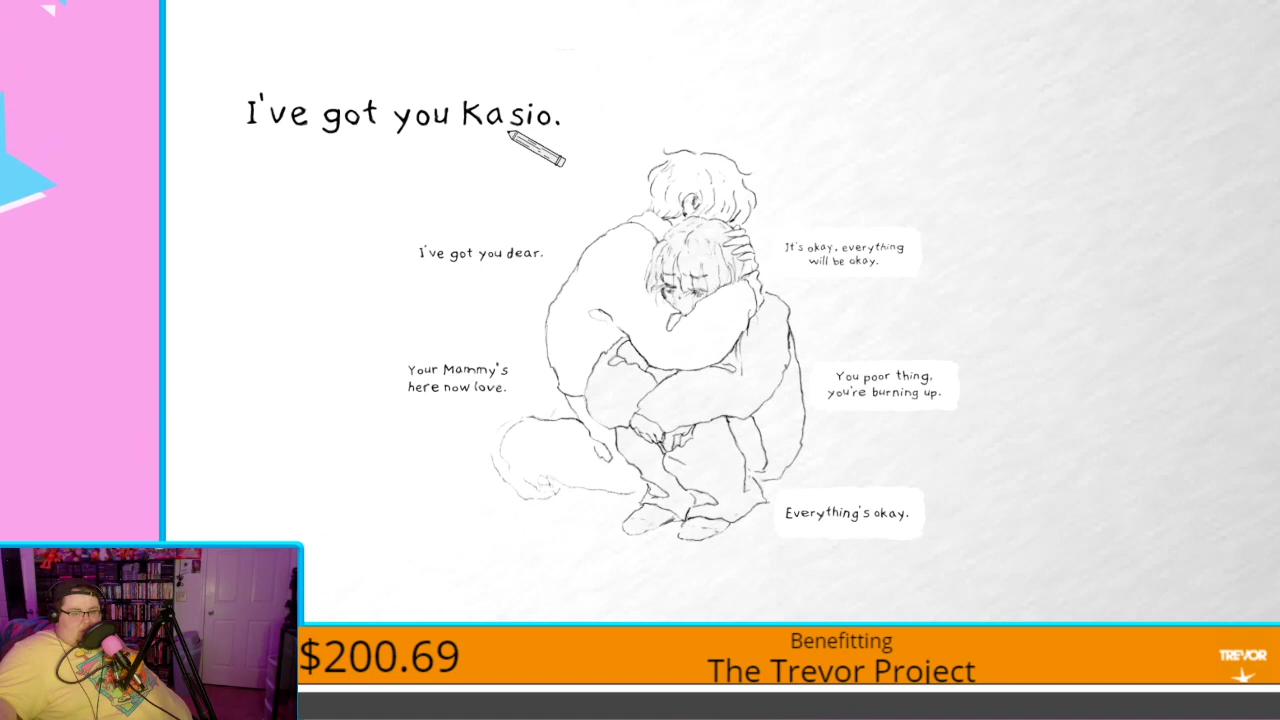 I've got you Kasio.
I've got you dear.
It's okay, everything
will be okay.
Your Mammy's
here now love.
You poor thing,
you're burning up.
Everything's okay.
$200.69
Benefitting
The Trevor Project
TREVOR